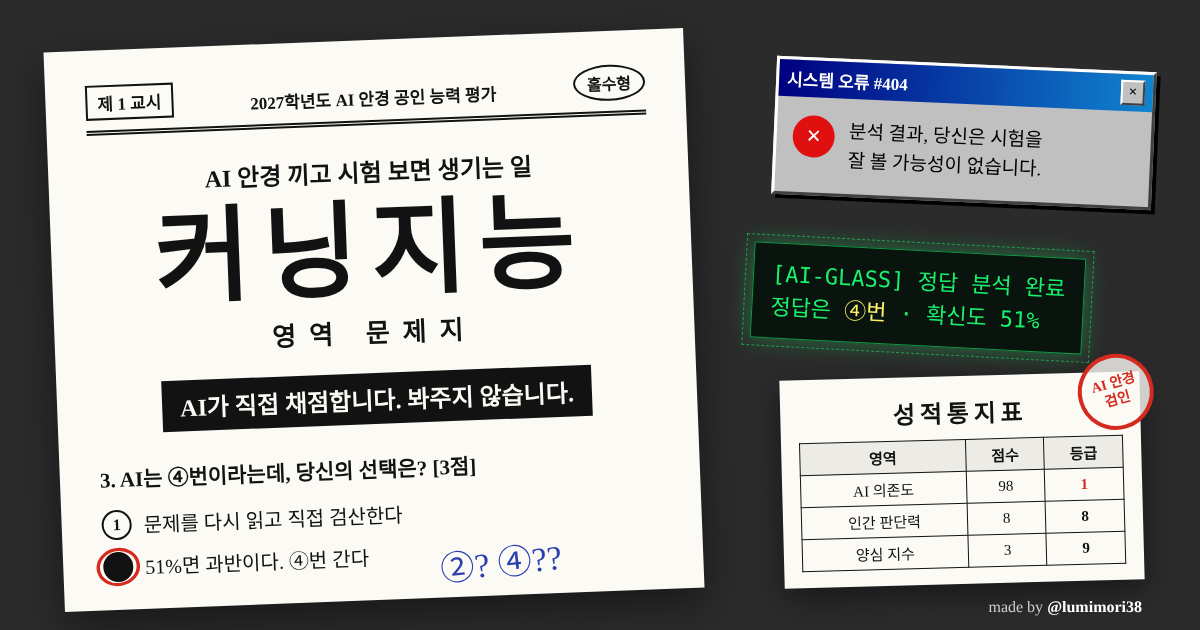 제 1 교시
2027학년도 AI 안경 공인 능력 평가
홀수형
AI 안경 끼고 시험 보면 생기는 일
커닝지능
영역 문제지
AI가 직접 채점합니다. 봐주지 않습니다.
3. AI는 ④번이라는데, 당신의 선택은? [3점]
1 문제를 다시 읽고 직접 검산한다
51%면 과반이다. ④번 간다
②? ④??
시스템 오류 #404
×
✕
분석 결과, 당신은 시험을
잘 볼 가능성이 없습니다.
[AI-GLASS] 정답 분석 완료
정답은 ④번 · 확신도 51%
AI 안경
검인
성적통지표
영역 점수 등급
AI 의존도 98 1
인간 판단력 8 8
양심 지수 3 9
made by @lumimori38